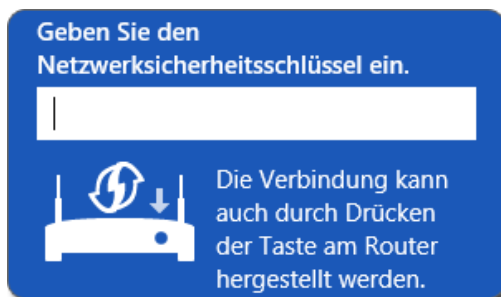 Geben Sie den
Netzwerksicherheitsschlüssel ein.
Die Verbindung kann
auch durch Drücken
der Taste am Router
hergestellt werden.